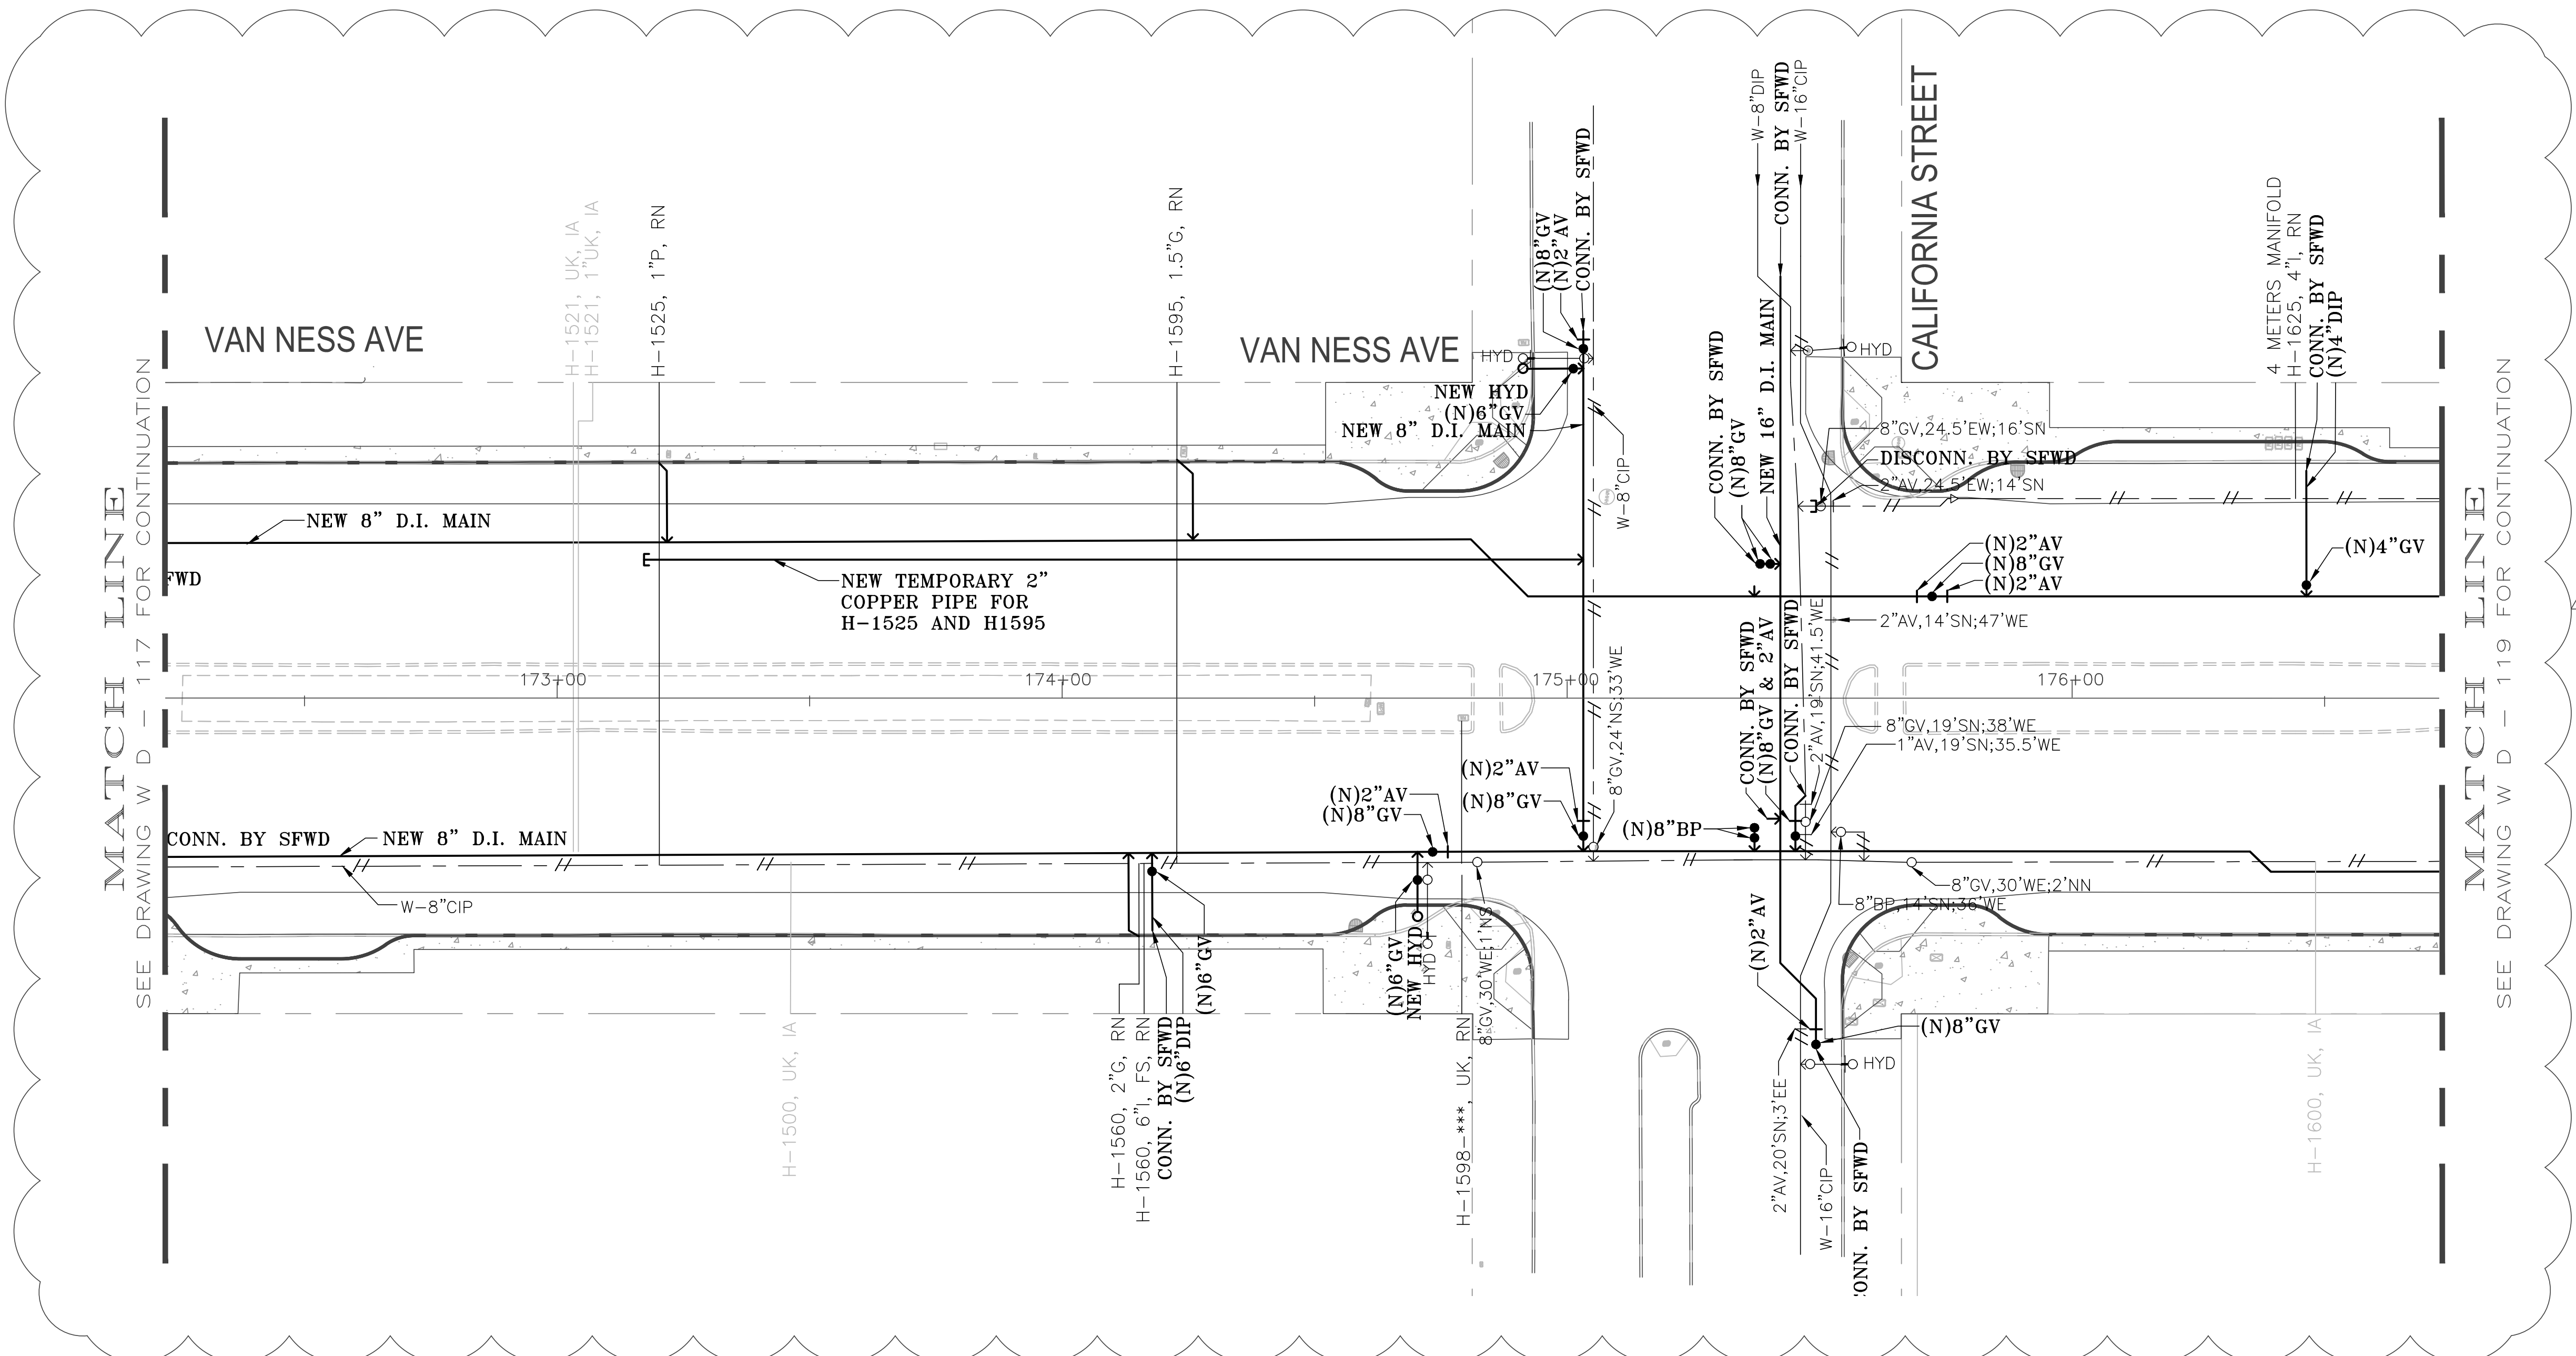 MATCH LINE
SEE DRAWING W D - 117 FOR CONTINUATION
VAN NESS AVE
H-1521, UK, IA
H-1521, 1"UK, IA
H-1525, 1"P, RN
H-1595, 1.5"G, RN
VAN NESS AVE
HYD
NEW HYD
(N)6"GV
NEW 8" D.I. MAIN
(N)8"GV
(N)2"AV
CONN. BY SFWD
W-8"CIP
W-8"DIP
CONN. BY SFWD
W-16"CIP
CALIFORNIA STREET
HYD
CONN. BY SFWD
(N)8"GV
NEW 16" D.I. MAIN
8"GV,24.5'EW;16'SN
DISCONN. BY SFWD
2"AV,24.5'EW;14'SN
4 METERS MANIFOLD
H-1625, 4"I, RN
CONN. BY SFWD
(N)4"DIP
NEW 8" D.I. MAIN
FWD
NEW TEMPORARY 2"
COPPER PIPE FOR
H-1525 AND H1595
(N)2"AV
(N)8"GV
(N)2"AV
(N)4"GV
2"AV,14'SN;47'WE
173+00
174+00
175+00
176+00
8"GV,24'NS;33'WE
CONN. BY SFWD
(N)8"GV & 2"AV
CONN. BY SFWD
2"AV,19'SN;41.5'WE
8"GV,19'SN;38'WE
1"AV,19'SN;35.5'WE
(N)2"AV
(N)8"GV
(N)2"AV
(N)8"GV
(N)8"BP
CONN. BY SFWD
NEW 8" D.I. MAIN
W-8"CIP
8"GV,30'WE;2'NN
8"BP,14'SN;36'WE
H-1500, UK, IA
H-1560, 2"G, RN
H-1560, 6"I, FS, RN
CONN. BY SFWD
(N)6"DIP
(N)6"GV
(N)6"GV
NEW HYD
HYD
H-1598-***, UK, RN
8"GV,30'WE;1'NS
(N)2"AV
(N)8"GV
HYD
2"AV,20'SN;3'EE
W-16"CIP
CONN. BY SFWD
H-1600, UK, IA
MATCH LINE
SEE DRAWING W D - 119 FOR CONTINUATION